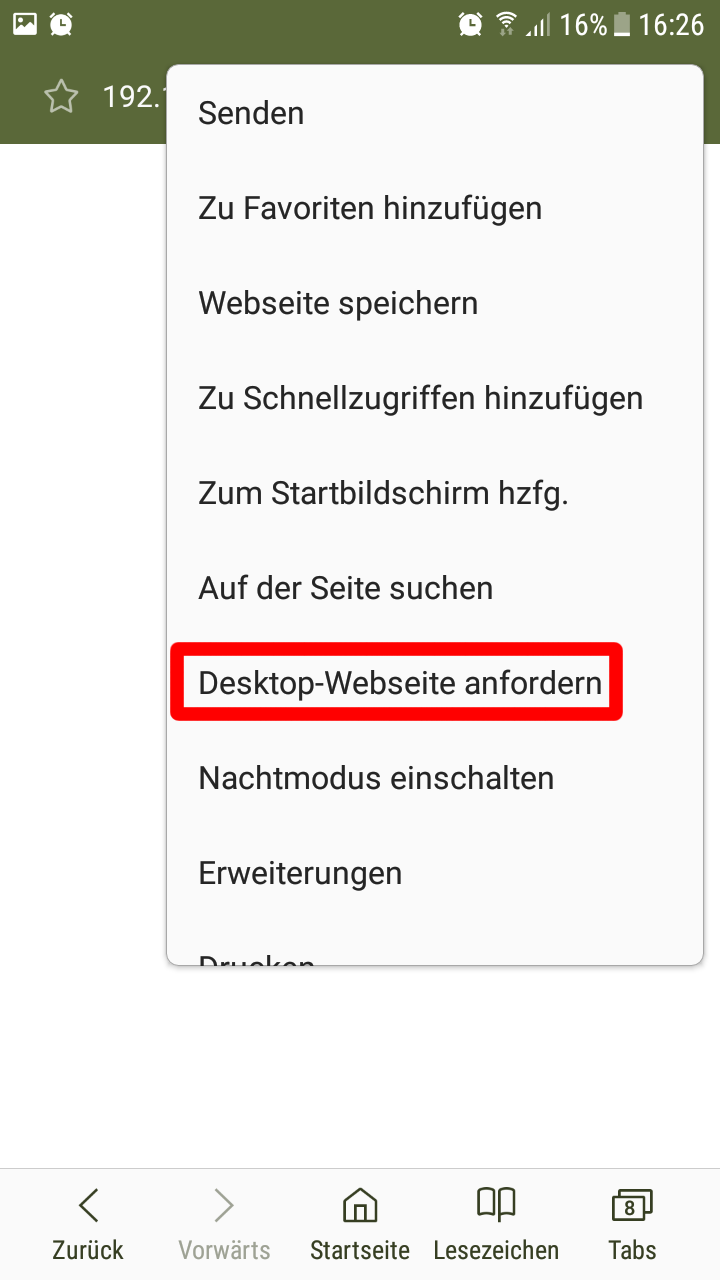 16% 16:26
192.1
Senden
Zu Favoriten hinzufügen
Webseite speichern
Zu Schnellzugriffen hinzufügen
Zum Startbildschirm hzfg.
Auf der Seite suchen
Desktop-Webseite anfordern
Nachtmodus einschalten
Erweiterungen
Drucken
8
Zurück Vorwärts Startseite Lesezeichen Tabs